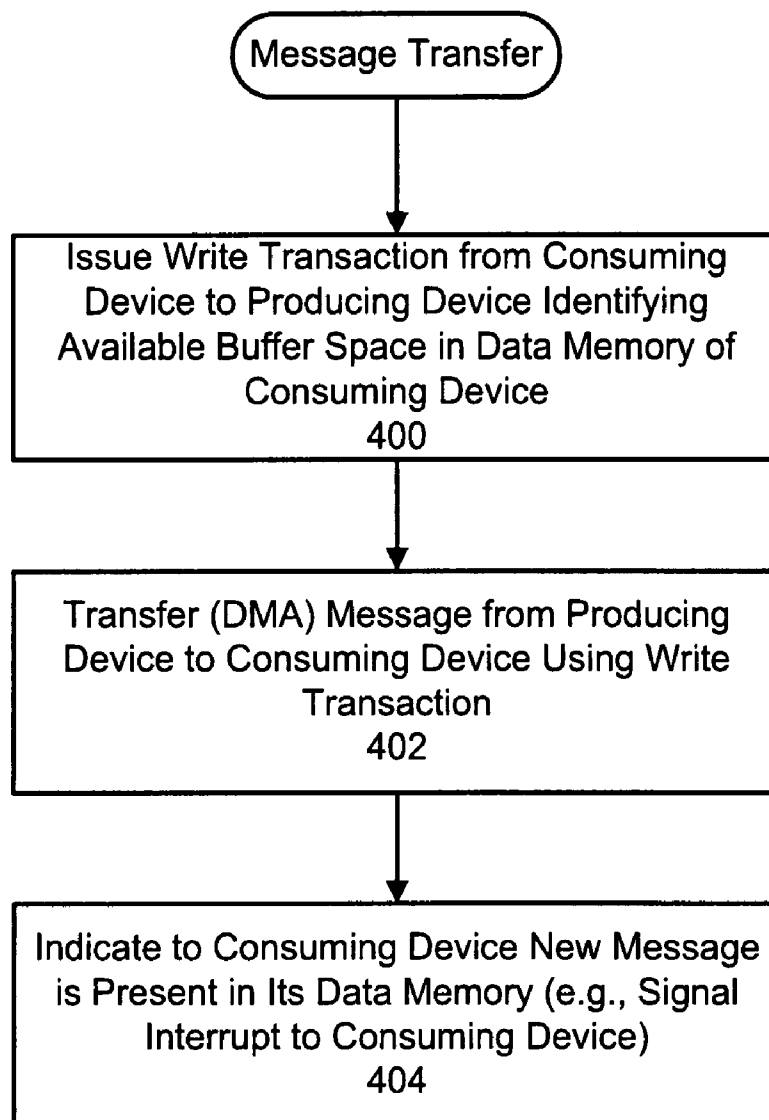 Message Transfer
Issue Write Transaction from Consuming
Device to Producing Device Identifying
Available Buffer Space in Data Memory of
Consuming Device
400
Transfer (DMA) Message from Producing
Device to Consuming Device Using Write
Transaction
402
Indicate to Consuming Device New Message
is Present in Its Data Memory (e.g., Signal
Interrupt to Consuming Device)
404